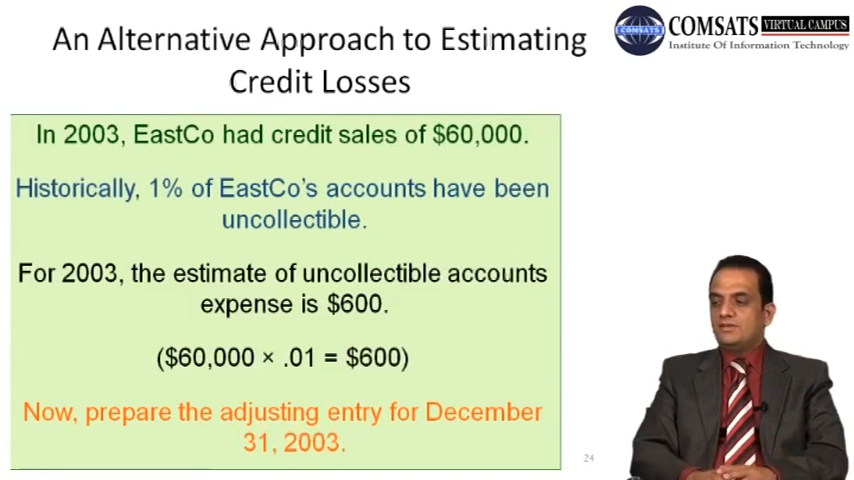 An Alternative Approach to Estimating
Credit Losses
COMSATS
COMSATS VIRTUAL CAMPUS
Institute Of Information Technology
In 2003, EastCo had credit sales of $60,000.
Historically, 1% of EastCo's accounts have been
uncollectible.
For 2003, the estimate of uncollectible accounts
expense is $600.
($60,000 × .01 = $600)
Now, prepare the adjusting entry for December
31, 2003.
24